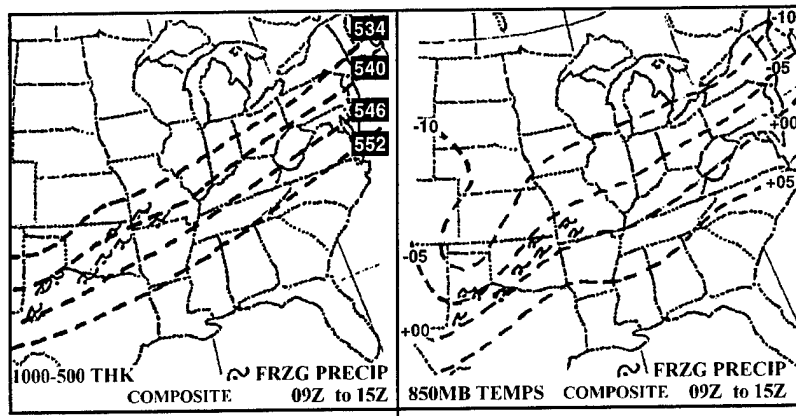 534
540
546
552
1000-500 THK
FRZG PRECIP
COMPOSITE
09Z to 15Z
-10
-05
+00
+05
-10
-05
+00
FRZG PRECIP
850MB TEMPS
COMPOSITE
09Z to 15Z